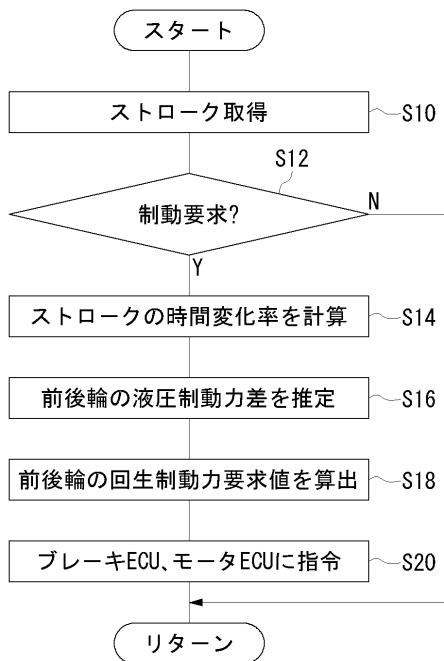 スタート
ストローク取得
S10
S12
制動要求?
N
Y
ストロークの時間変化率を計算
S14
前後輪の液圧制動力差を推定
S16
前後輪の回生制動力要求値を算出
S18
ブレーキECU、モータECUに指令
S20
リターン